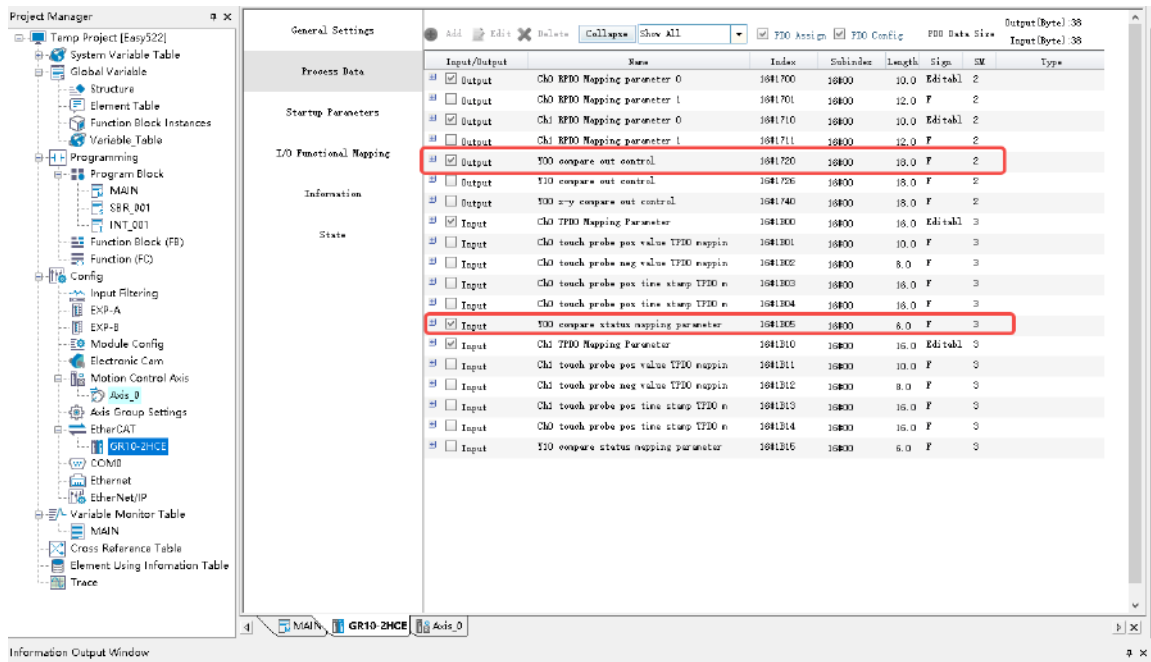 Project Manager
Temp Project [Easy522]
System Variable Table
Global Variable
Structure
Element Table
Function Block Instances
Variable_Table
Programming
Program Block
MAIN
SBR_001
INT_001
Function Block (FB)
Function (FC)
Config
Input Filtering
EXP-A
EXP-B
Module Config
Electronic Cam
Motion Control Axis
Axis_0
Axis Group Settings
EtherCAT
GR10-2HCE
COM0
Ethernet
EtherNet/IP
Variable Monitor Table
MAIN
Cross Reference Table
Element Using Infomation Table
Trace
General Settings
Process Data
Startup Parameters
I/O Functional Mapping
Information
State
Add Edit Delete Collapse Show All PDO Assign PDO Config PDO Data Size Output(Byte):38
Input(Byte):38
Input/Output Name Index Subindex Length Sign SM Type
Output Ch0 RPDO Mapping parameter 0 16#1700 16#00 10.0 Editabl 2
Output Ch0 RPDO Mapping parameter 1 16#1701 16#00 12.0 F 2
Output Ch1 RPDO Mapping parameter 0 16#1710 16#00 10.0 Editabl 2
Output Ch1 RPDO Mapping parameter 1 16#1711 16#00 12.0 F 2
Output Y00 compare out control 16#1720 16#00 18.0 F 2
Output Y10 compare out control 16#1726 16#00 18.0 F 2
Output Y00 x-y compare out control 16#1740 16#00 18.0 F 2
Input Ch0 TPDO Mapping Parameter 16#1B00 16#00 16.0 Editabl 3
Input Ch0 touch probe pos value TPDO mappin 16#1B01 16#00 10.0 F 3
Input Ch0 touch probe neg value TPDO mappin 16#1B02 16#00 8.0 F 3
Input Ch0 touch probe pos time stamp TPDO m 16#1B03 16#00 16.0 F 3
Input Ch0 touch probe pos time stamp TPDO m 16#1B04 16#00 16.0 F 3
Input Y00 compare status mapping parameter 16#1B05 16#00 6.0 F 3
Input Ch1 TPDO Mapping Parameter 16#1B10 16#00 16.0 Editabl 3
Input Ch1 touch probe pos value TPDO mappin 16#1B11 16#00 10.0 F 3
Input Ch1 touch probe neg value TPDO mappin 16#1B12 16#00 8.0 F 3
Input Ch1 touch probe pos time stamp TPDO m 16#1B13 16#00 16.0 F 3
Input Ch0 touch probe pos time stamp TPDO m 16#1B14 16#00 16.0 F 3
Input Y10 compare status mapping parameter 16#1B15 16#00 6.0 F 3
MAIN GR10-2HCE Axis_0
Information Output Window